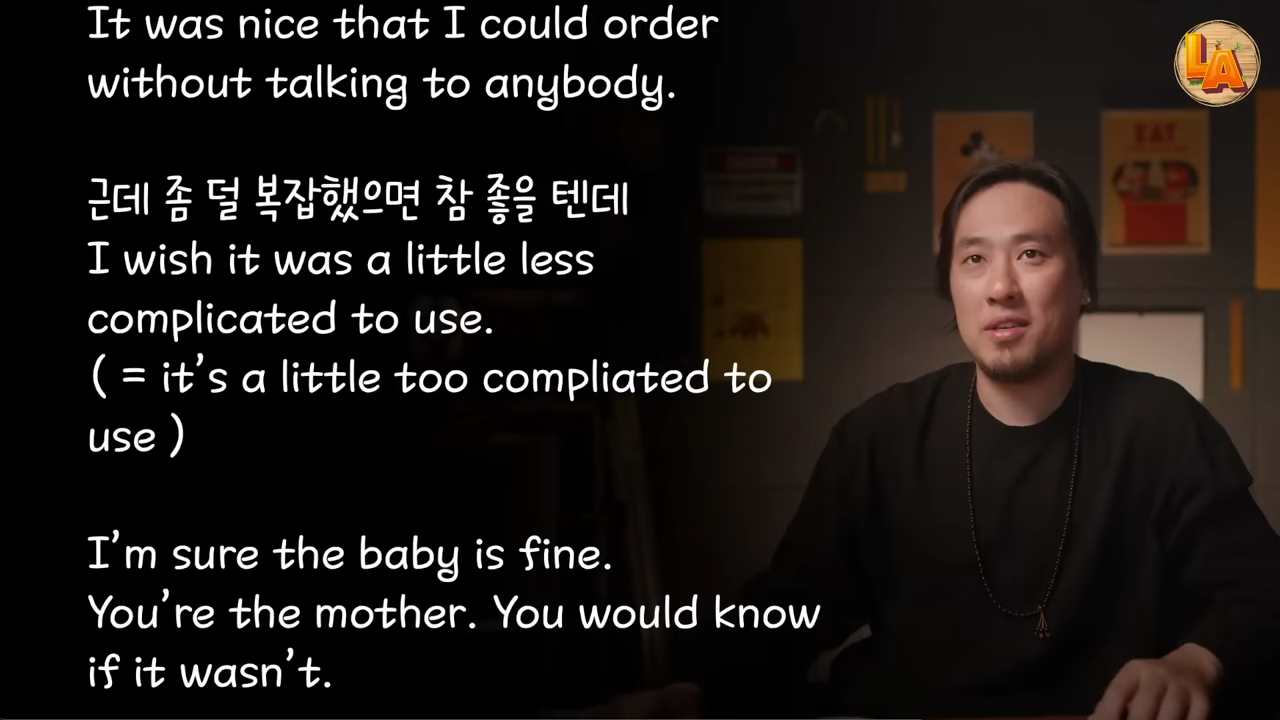 It was nice that I could order
without talking to anybody.
근데 좀 덜 복잡했으면 참 좋을 텐데
I wish it was a little less
complicated to use.
( = it's a little too compliated to
use )
I'm sure the baby is fine.
You're the mother. You would know
if it wasn't.
LA
EAT